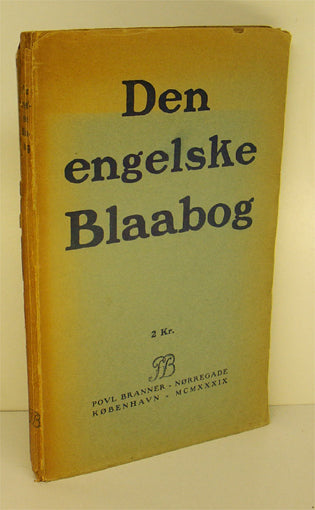 Den
engelske
Blaabog
2 Kr.
PB
POVL BRANNER - NØRREGADE
KØBENHAVN - MCMXXXIX